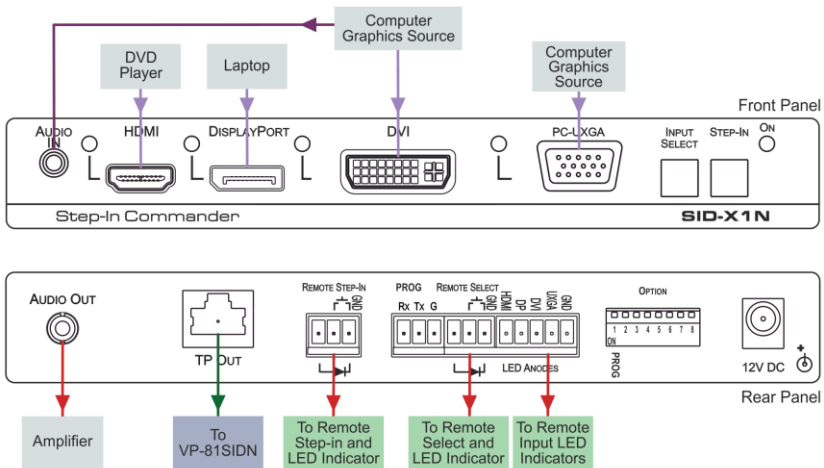 Computer
Graphics Source
DVD
Player
Laptop
Computer
Graphics
Source
Front Panel
AUDIO
IN
HDMI
DISPLAYPORT
DVI
PC-UXGA
INPUT
SELECT
STEP-IN
ON
Step-In Commander
SID-X1N
AUDIO OUT
TP OUT
REMOTE STEP-IN
GND
PROG
Rx Tx G
REMOTE SELECT
GND
HDMI
DP
DVI
UXGA
GND
LED ANODES
OPTION
1 2 3 4 5 6 7 8
ON
PROG
12V DC
+
Rear Panel
Amplifier
To
VP-81SIDN
To Remote
Step-in and
LED Indicator
To Remote
Select and
LED Indicator
To Remote
Input LED
Indicators